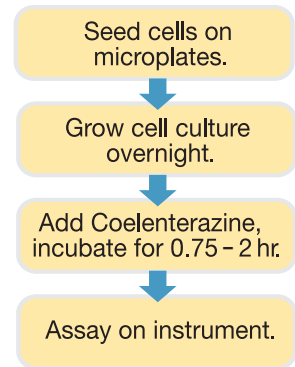 Seed cells on
microplates.
Grow cell culture
overnight.
Add Coelenterazine,
incubate for 0.75 – 2 hr.
Assay on instrument.